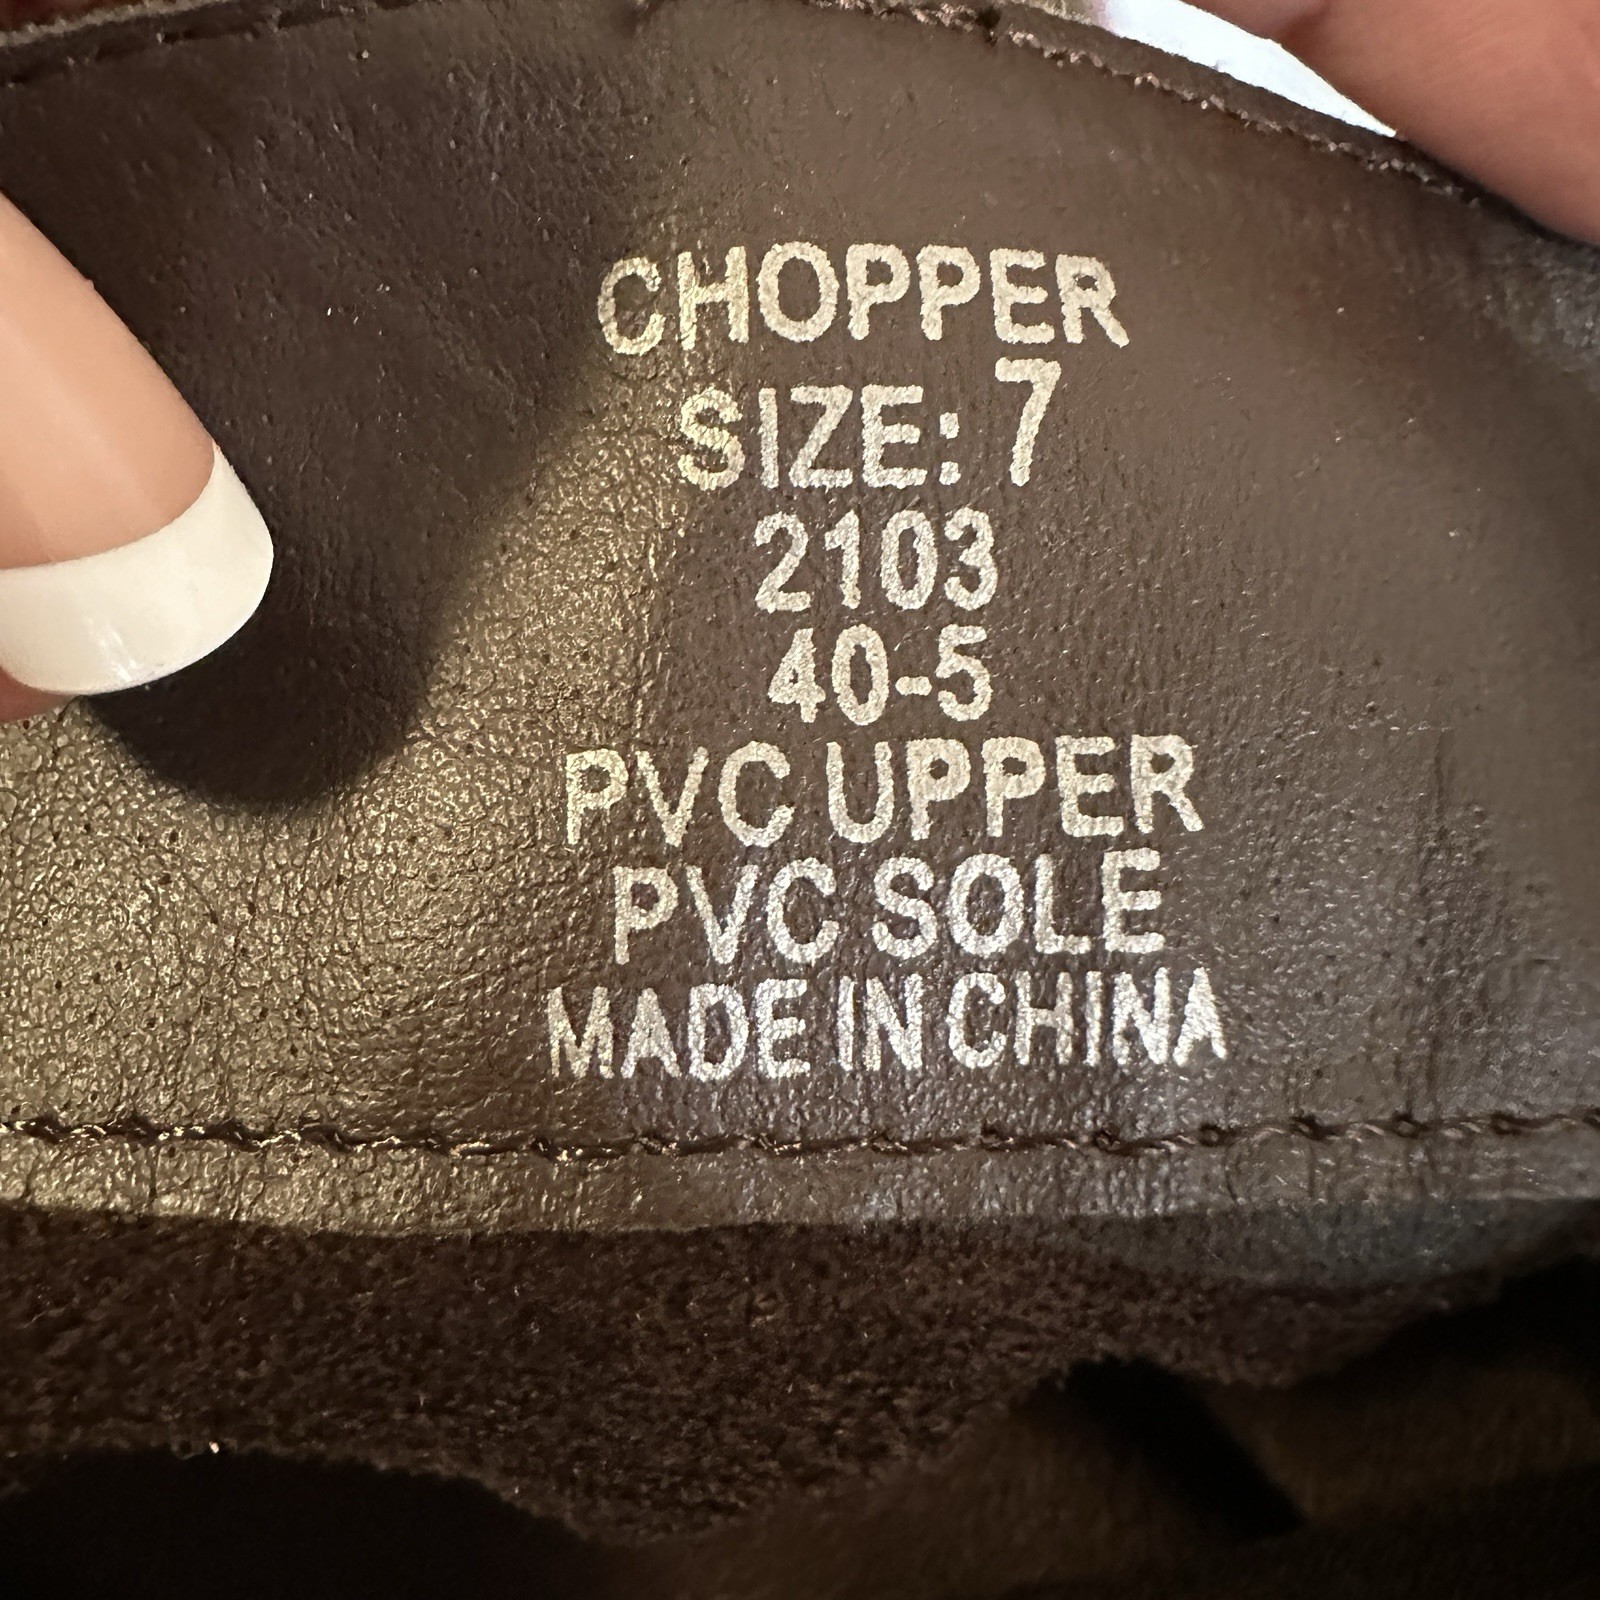 CHOPPER
SIZE: 7
2103
40-5
PVC UPPER
PVC SOLE
MADE IN CHINA